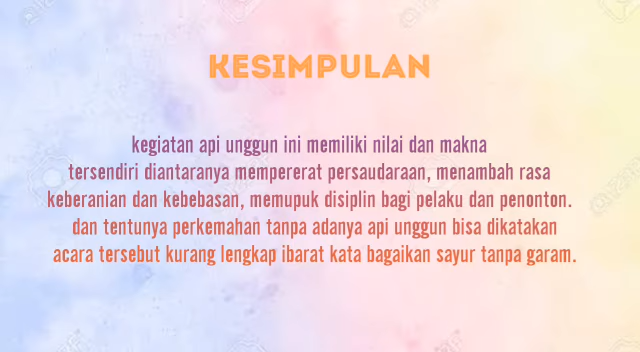 KESIMPULAN
kegiatan api unggun ini memiliki nilai dan makna
tersendiri diantaranya mempererat persaudaraan, menambah rasa
keberanian dan kebebasan, memupuk disiplin bagi pelaku dan penonton.
dan tentunya perkemahan tanpa adanya api unggun bisa dikatakan
acara tersebut kurang lengkap ibarat kata bagaikan sayur tanpa garam.